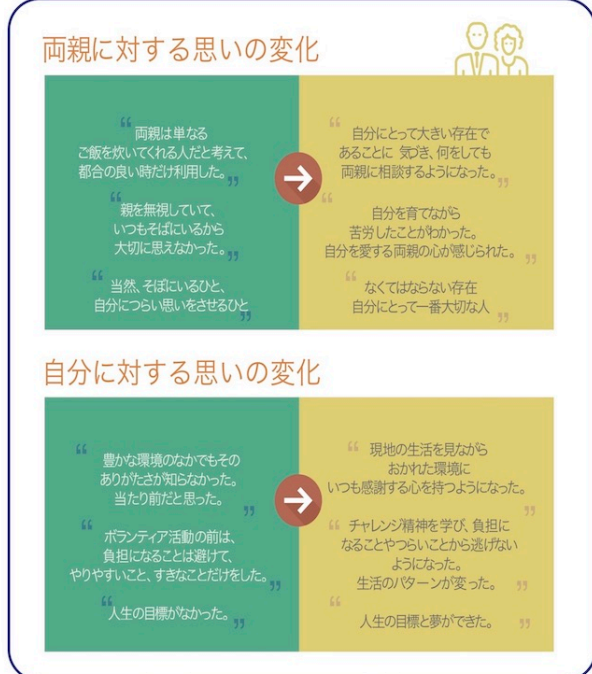 両親に対する思いの変化
“両親は単なる
ご飯を炊いてくれる人だと考えて、
都合の良い時だけ利用した。”
“親を無視していて、
いつもそばにいるから
大切に思えなかった。”
“当然、そばにいるひと、
自分につらい思いをさせるひと”
“自分にとって大きい存在で
あることに 気づき、何をしても
両親に相談するようになった。”
“自分を育てながら
苦労したことがわかった。
自分を愛する両親の心が感じられた。”
“なくてはならない存在
自分にとって一番大切な人”
自分に対する思いの変化
“豊かな環境のなかでもその
ありがたさが知らなかった。
当たり前だと思った。”
“ボランティア活動の前は、
負担になることは避けて、
やりやすいこと、すきなことだけをした。”
“人生の目標がなかった。”
“現地の生活を見ながら
おかれた環境に
いつも感謝する心を持つようになった。”
“チャレンジ精神を学び、負担に
なることやつらいことから逃げない
ようになった。
生活のパターンが変った。”
“人生の目標と夢ができた。”